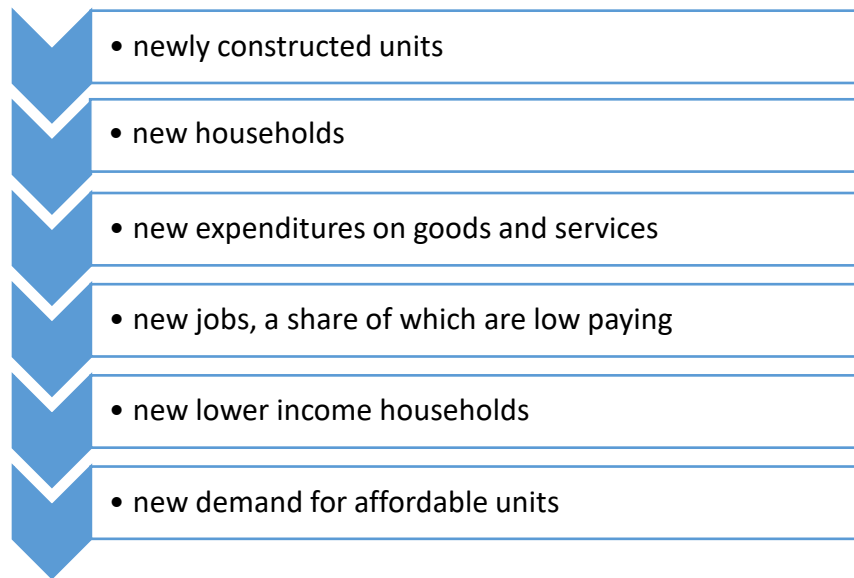 • newly constructed units
• new households
• new expenditures on goods and services
• new jobs, a share of which are low paying
• new lower income households
• new demand for affordable units